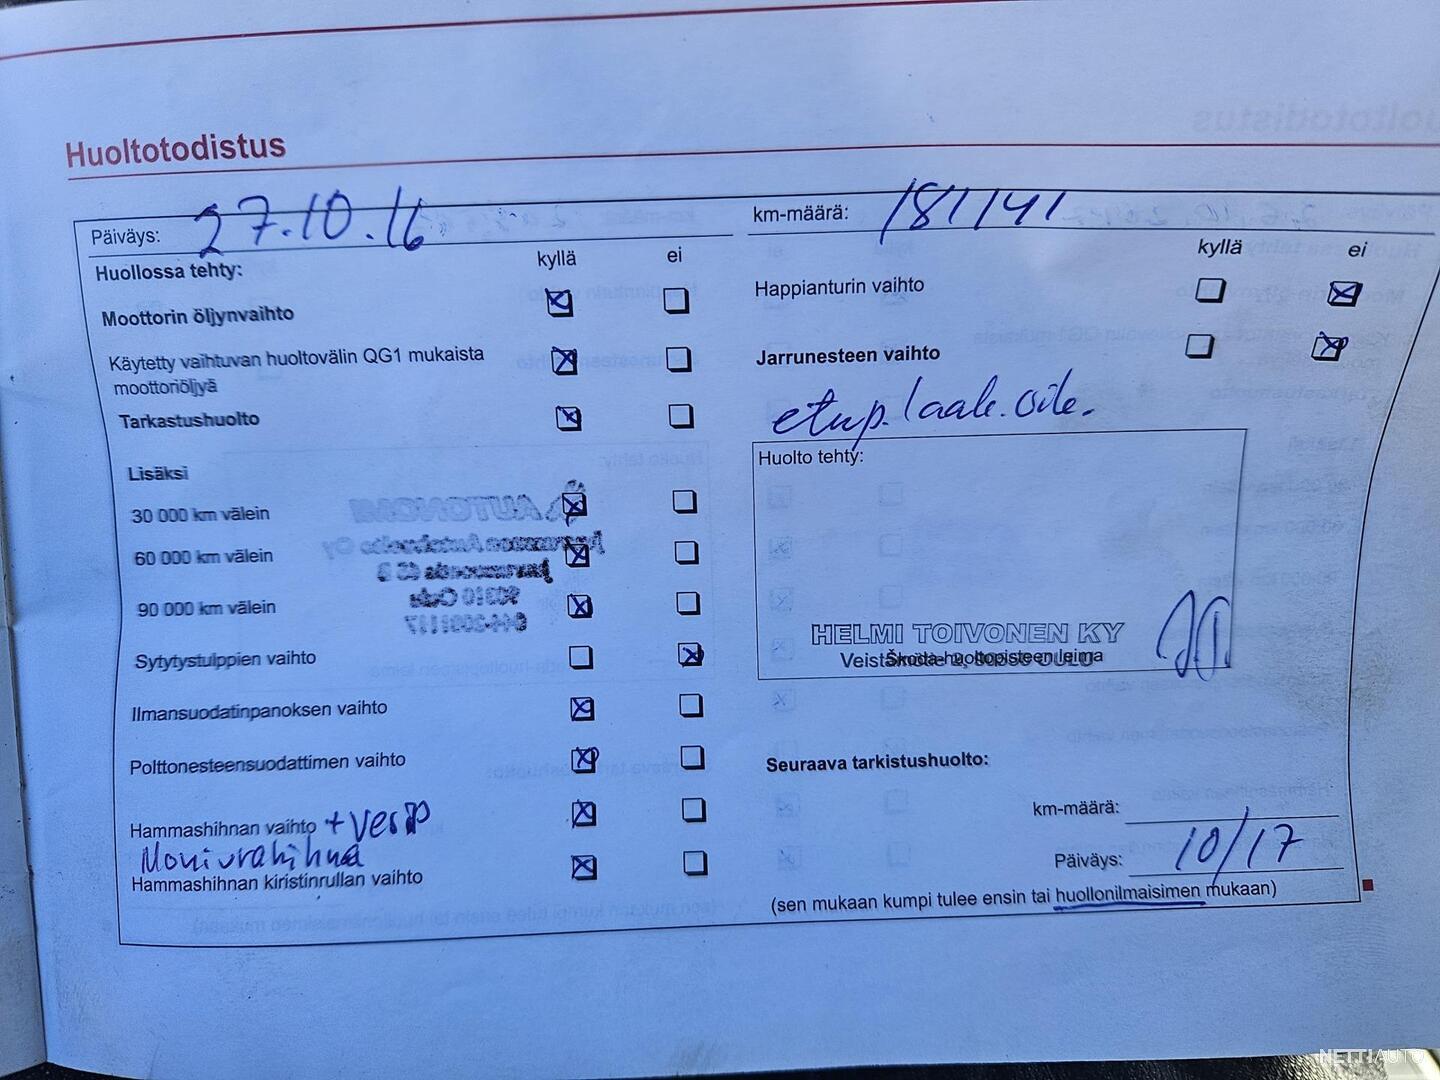 Huoltotodistus
Päiväys: 27.10.16
Huollossa tehty:
kyllä ei
Moottorin öljynvaihto
Käytetty vaihtuvan huoltovälin QG1 mukaista
moottoriöljyä
Tarkastushuolto
Lisäksi
30 000 km välein
60 000 km välein
90 000 km välein
Sytytystulppien vaihto
Ilmansuodatinpanoksen vaihto
Polttonesteensuodattimen vaihto
Hammashihnan vaihto + vesip
Moniurahihna
Hammashihnan kiristinrullan vaihto
km-määrä: 181141
kyllä ei
Happianturin vaihto
Jarrunesteen vaihto
etup. laak. oik.
Huolto tehty:
HELMI TOIVONEN KY
Škoda-huoltopisteen leima
Seuraava tarkistushuolto:
km-määrä:
Päiväys: 10/17
(sen mukaan kumpi tulee ensin tai huollonilmaisimen mukaan)
NETTIAUTO